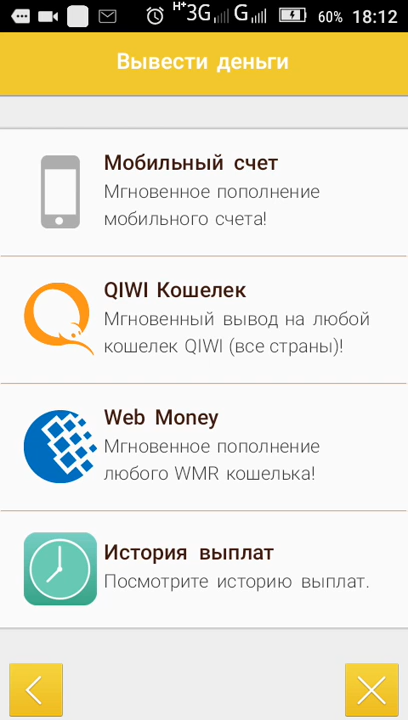 H+ 3G G 60% 18:12
Вывести деньги
Мобильный счет
Мгновенное пополнение
мобильного счета!
QIWI Кошелек
Мгновенный вывод на любой
кошелек QIWI (все страны)!
Web Money
Мгновенное пополнение
любого WMR кошелька!
История выплат
Посмотрите историю выплат.